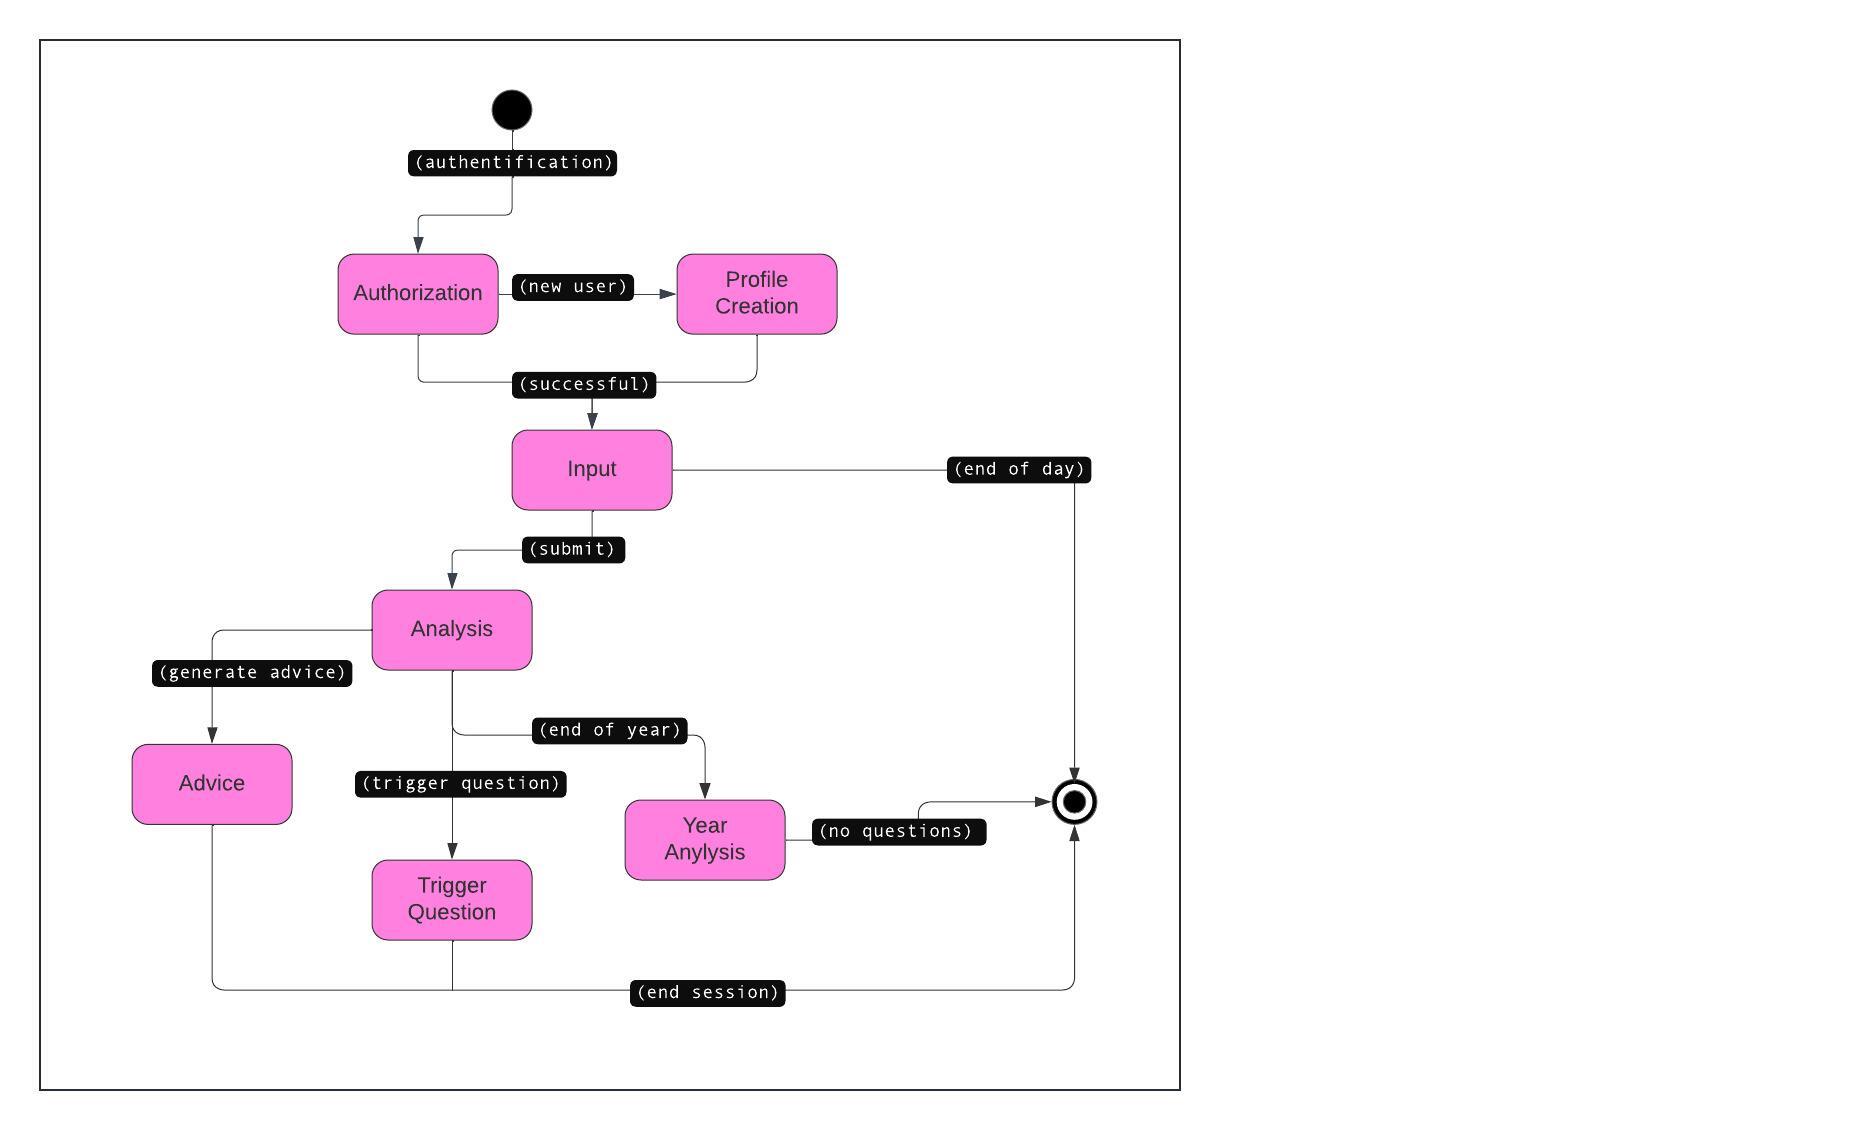 (authentification)
Authorization
(new user)
Profile
Creation
(successful)
Input
(end of day)
(submit)
Analysis
(generate advice)
(end of year)
Advice
(trigger question)
Year
Anylysis
(no questions)
Trigger
Question
(end session)